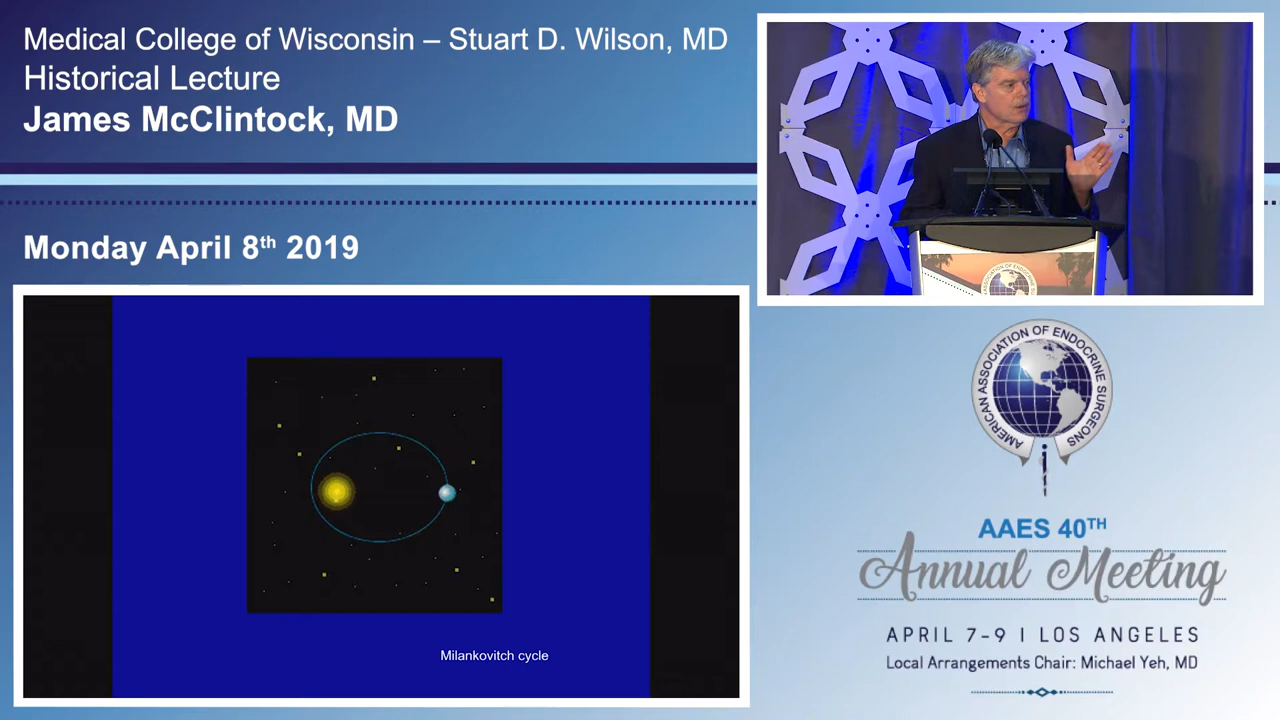 Medical College of Wisconsin – Stuart D. Wilson, MD
Historical Lecture
James McClintock, MD
Monday April 8th 2019
Milankovitch cycle
AMERICAN ASSOCIATION OF ENDOCRINE SURGEONS
AAES 40TH
Annual Meeting
APRIL 7-9 I LOS ANGELES
Local Arrangements Chair: Michael Yeh, MD